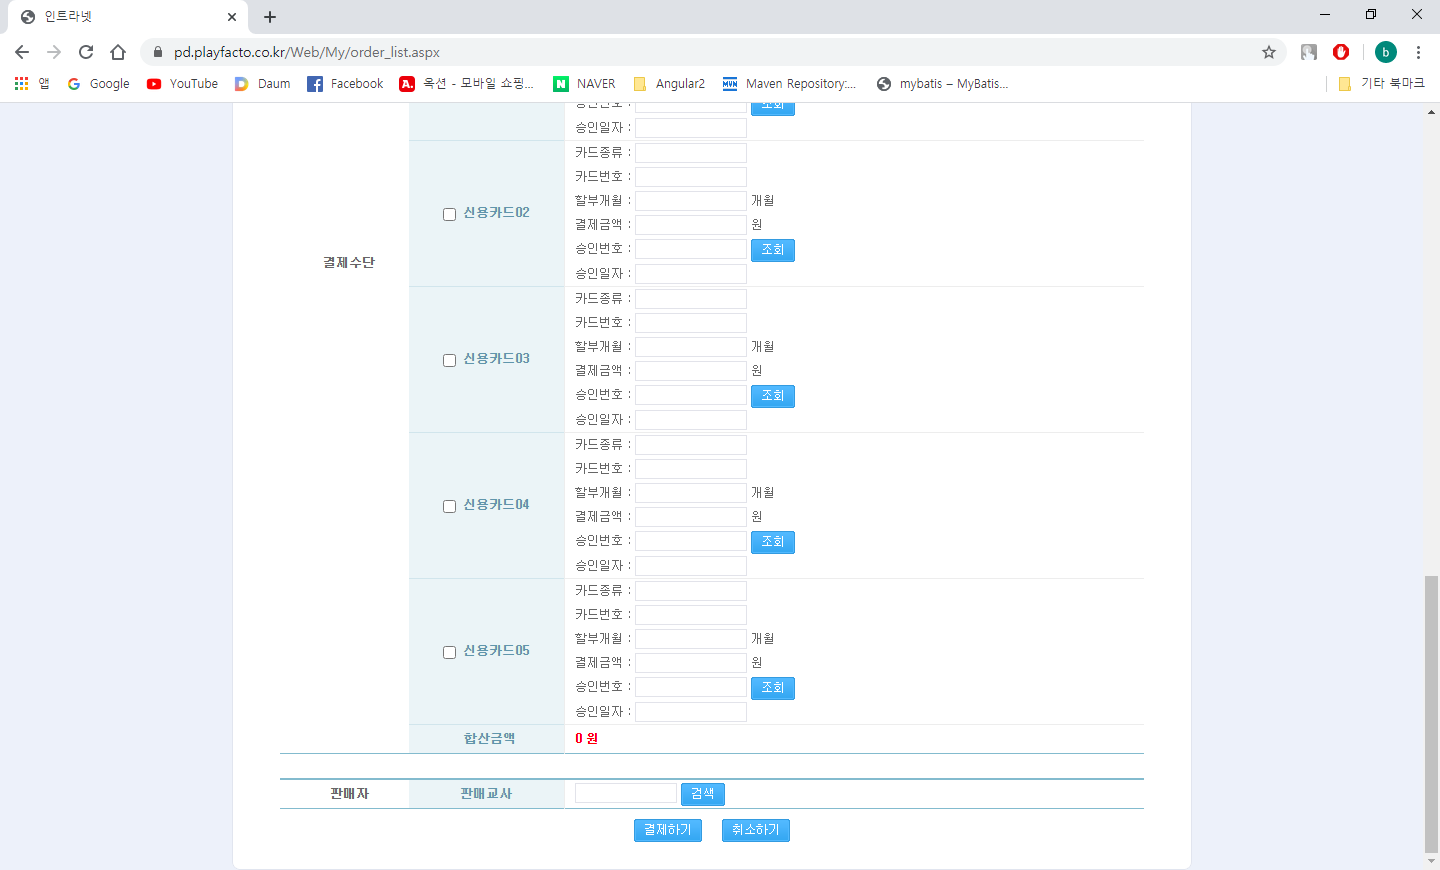 인트라넷
pd.playfacto.co.kr/Web/My/order_list.aspx
b
앱 Google YouTube Daum Facebook A. 옥션 - 모바일 쇼핑... NAVER Angular2 MVN Maven Repository:... mybatis – MyBatis... 기타 북마크
승인번호 : 조회
승인일자 :
결제수단
신용카드02
카드종류 :
카드번호 :
할부개월 : 개월
결제금액 : 원
승인번호 : 조회
승인일자 :
신용카드03
카드종류 :
카드번호 :
할부개월 : 개월
결제금액 : 원
승인번호 : 조회
승인일자 :
신용카드04
카드종류 :
카드번호 :
할부개월 : 개월
결제금액 : 원
승인번호 : 조회
승인일자 :
신용카드05
카드종류 :
카드번호 :
할부개월 : 개월
결제금액 : 원
승인번호 : 조회
승인일자 :
합산금액 0 원
판매자 판매교사 검색
결제하기 취소하기